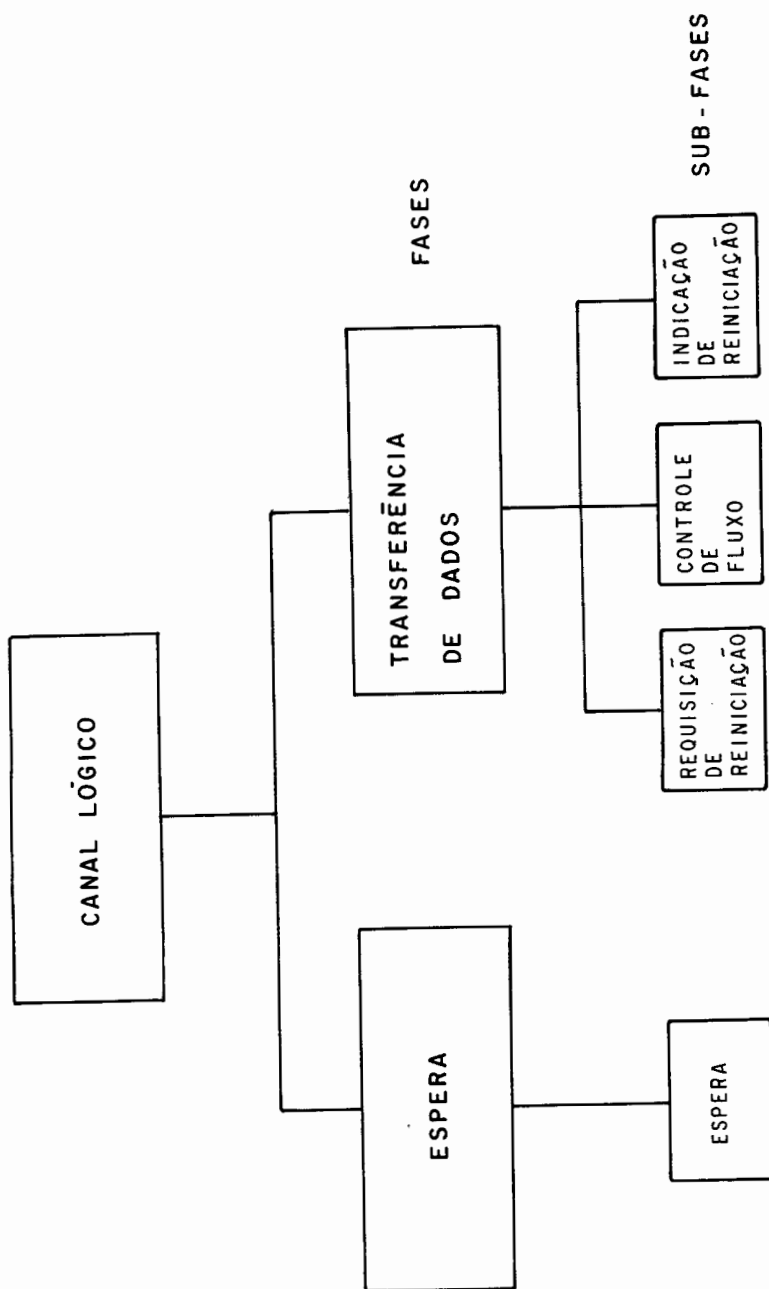 CANAL LÓGICO
ESPERA
TRANSFERÊNCIA
DE DADOS
FASES
ESPERA
REQUISIÇÃO
DE
REINICIAÇÃO
CONTROLE
DE
FLUXO
INDICAÇÃO
DE
REINICIAÇÃO
SUB - FASES